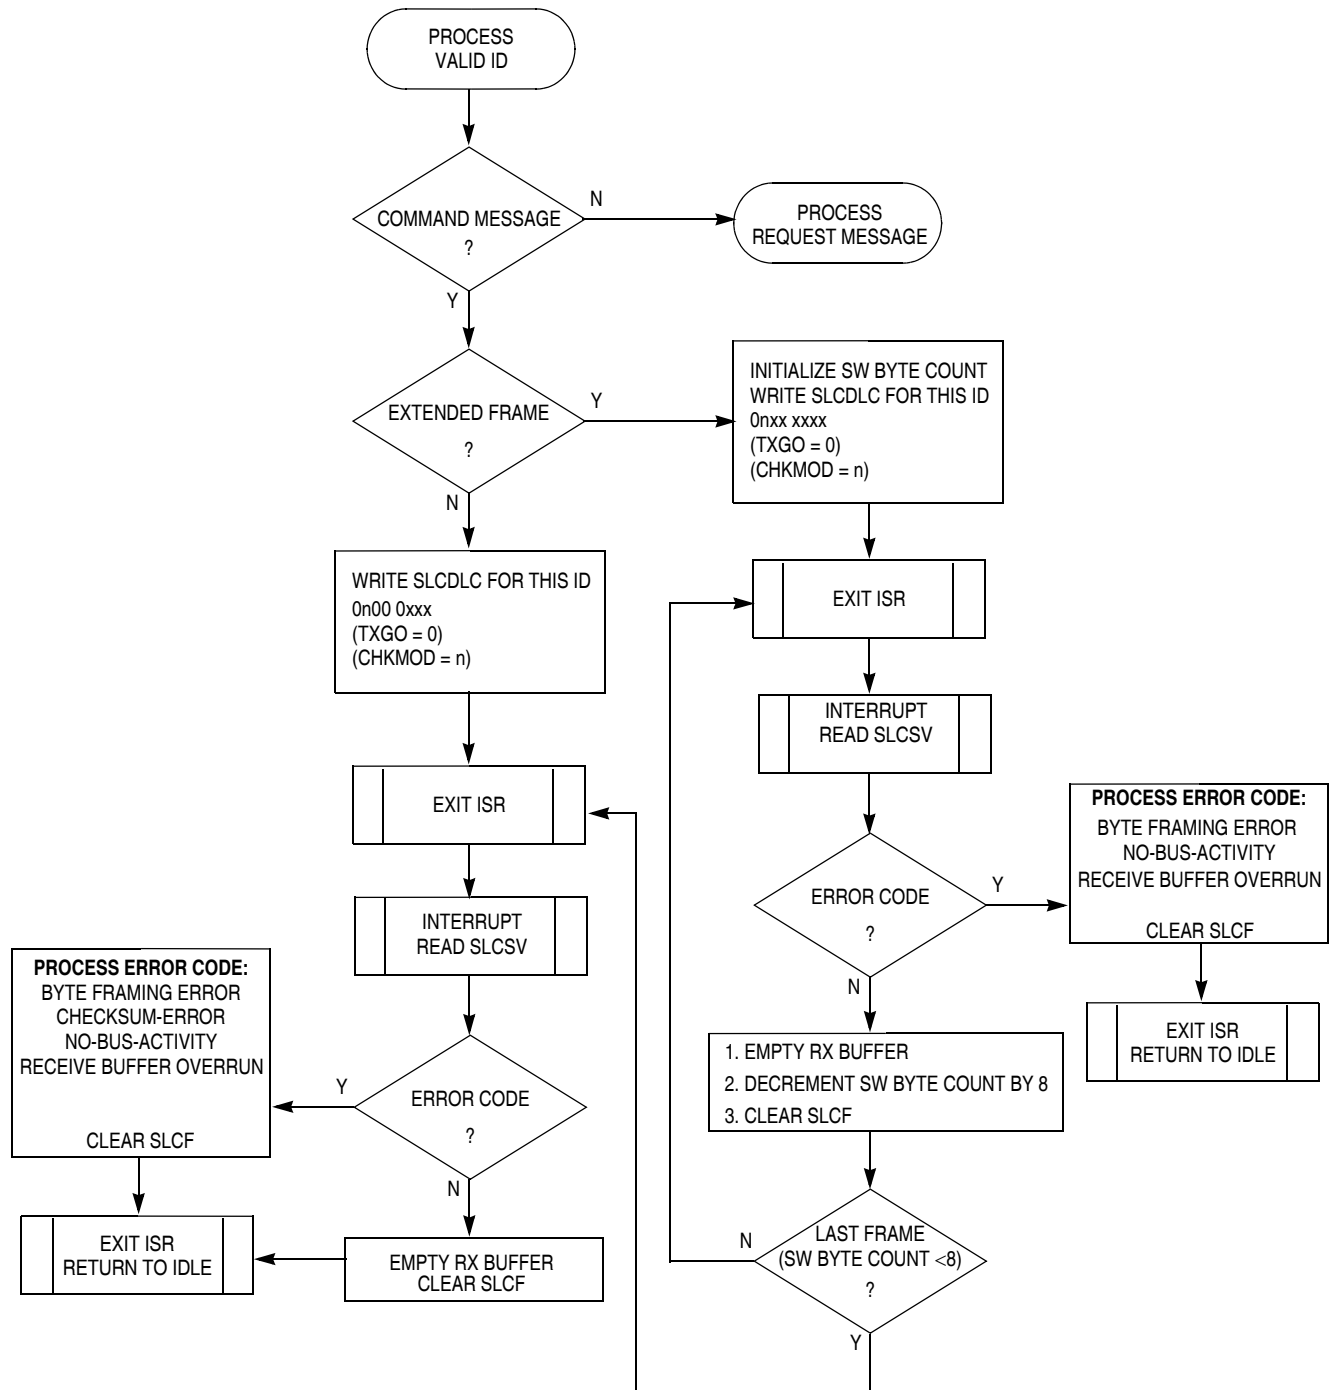 PROCESS
VALID ID
COMMAND MESSAGE
?
N
PROCESS
REQUEST MESSAGE
Y
EXTENDED FRAME
?
Y
INITIALIZE SW BYTE COUNT
WRITE SLCDLC FOR THIS ID
0nxx xxxx
(TXGO = 0)
(CHKMOD = n)
N
WRITE SLCDLC FOR THIS ID
0n00 0xxx
(TXGO = 0)
(CHKMOD = n)
EXIT ISR
INTERRUPT
READ SLCSV
EXIT ISR
INTERRUPT
READ SLCSV
ERROR CODE
?
Y
PROCESS ERROR CODE:
BYTE FRAMING ERROR
NO-BUS-ACTIVITY
RECEIVE BUFFER OVERRUN
CLEAR SLCF
EXIT ISR
RETURN TO IDLE
N
1. EMPTY RX BUFFER
2. DECREMENT SW BYTE COUNT BY 8
3. CLEAR SLCF
PROCESS ERROR CODE:
BYTE FRAMING ERROR
CHECKSUM-ERROR
NO-BUS-ACTIVITY
RECEIVE BUFFER OVERRUN
CLEAR SLCF
Y
ERROR CODE
?
N
EXIT ISR
RETURN TO IDLE
EMPTY RX BUFFER
CLEAR SLCF
N
LAST FRAME
(SW BYTE COUNT <8)
?
Y